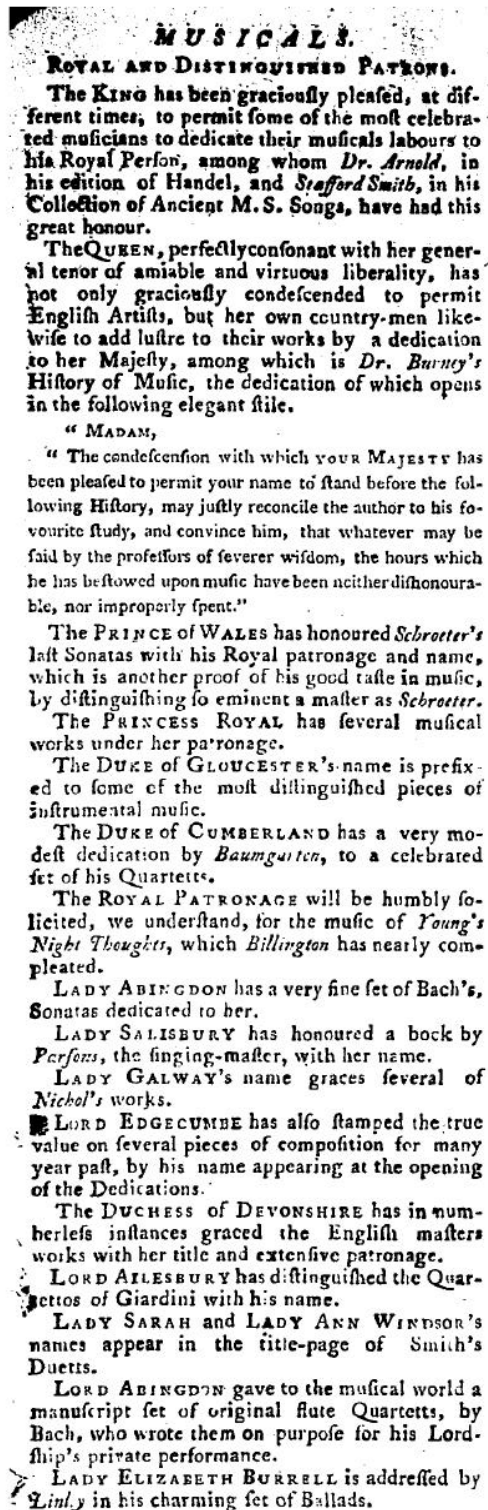 MUSICALS.
ROYAL AND DISTINGUISHED PATRONS.
The KING has been graciouſly pleaſed, at dif-
ferent times, to permit ſome of the moſt celebra-
ted muſicians to dedicate their muſicals labours to
his Royal Perſon, among whom Dr. Arnold, in
his edition of Handel, and Stafford Smith, in his
Collection of Ancient M. S. Songs, have had this
great honour.
The QUEEN, perfectly conſonant with her gener-
al tenor of amiable and virtuous liberality, has
not only graciouſly condeſcended to permit
Engliſh Artiſts, but her own country-men like-
wiſe to add luſtre to their works by a dedication
to her Majeſty, among which is Dr. Burney's
Hiſtory of Muſic, the dedication of which opens
in the following elegant ſtile.
“ MADAM,
“ The condeſcenſion with which YOUR MAJESTY has
been pleaſed to permit your name to ſtand before the fol-
lowing Hiſtory, may juſtly reconcile the author to his fo-
vourite ſtudy, and convince him, that whatever may be
ſaid by the profeſſors of ſeverer wiſdom, the hours which
he has beſtowed upon muſic have been neither diſhonoura-
ble, nor improperly ſpent.”
The PRINCE of WALES has honoured Schroeter's
laſt Sonatas with his Royal patronage and name,
which is another proof of his good taſte in muſic,
by diſtinguiſhing ſo eminent a maſter as Schroeter.
The PRINCESS ROYAL has ſeveral muſical
works under her patronage.
The DUKE of GLOUCESTER's name is prefix-
ed to ſome of the moſt diſtinguiſhed pieces of
inſtrumental muſic.
The DUKE of CUMBERLAND has a very mo-
deſt dedication by Baumgarten, to a celebrated
ſet of his Quartetts.
The ROYAL PATRONAGE will be humbly ſo-
licited, we underſtand, for the muſic of Young's
Night Thoughts, which Billington has nearly com-
pleated.
LADY ABINGDON has a very fine ſet of Bach's,
Sonatas dedicated to her.
LADY SALISBURY has honoured a bock by
Perſons, the ſinging-maſter, with her name.
LADY GALWAY's name graces ſeveral of
Nichol's works.
LORD EDGECUMBE has alſo ſtamped the true
value on ſeveral pieces of compoſition for many
year paſt, by his name appearing at the opening
of the Dedications.
The DUCHESS of DEVONSHIRE has in num-
berleſs inſtances graced the Engliſh maſters
works with her title and extenſive patronage.
LORD AILESBURY has diſtinguiſhed the Quar-
tettos of Giardini with his name.
LADY SARAH and LADY ANN WINDSOR's
names appear in the title-page of Smith's
Duetts.
LORD ABINGDON gave to the muſical world a
manuſcript ſet of original flute Quartetts, by
Bach, who wrote them on purpoſe for his Lord-
ſhip's private performance.
LADY ELIZABETH BURRELL is addreſſed by
Linley in his charming ſet of Ballads.